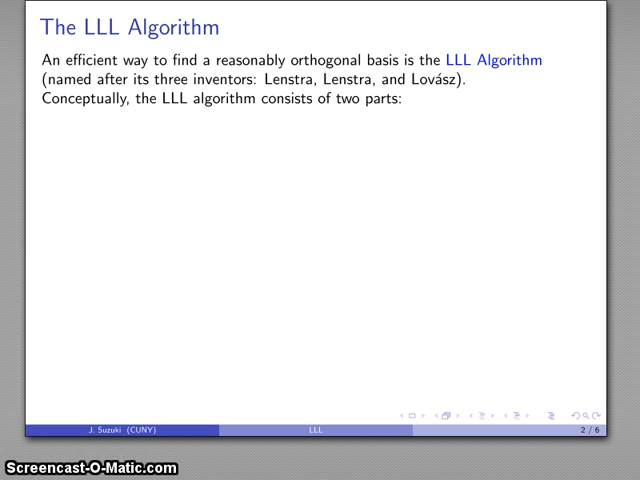 The LLL Algorithm
An efficient way to find a reasonably orthogonal basis is the LLL Algorithm
(named after its three inventors: Lenstra, Lenstra, and Lovász).
Conceptually, the LLL algorithm consists of two parts:
J. Suzuki (CUNY) LLL 2 / 6
Screencast-O-Matic.com